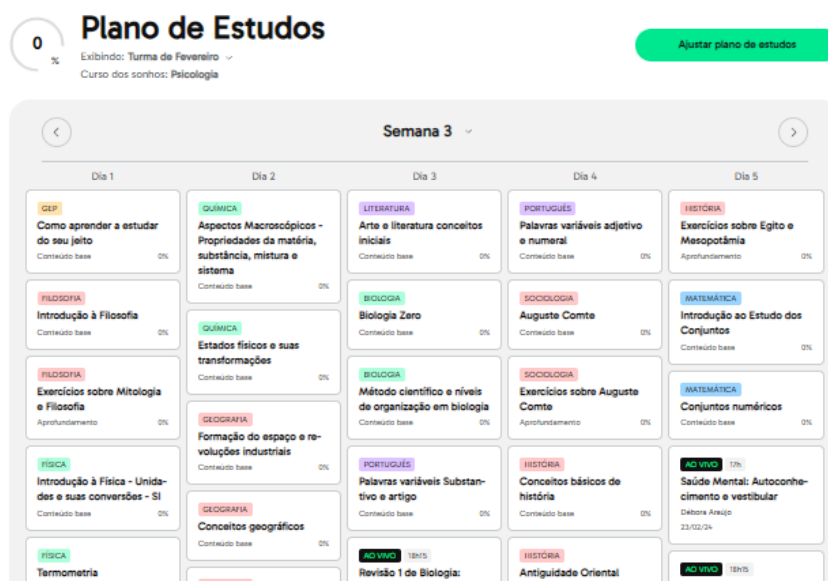 0
%
Plano de Estudos
Exibindo: Turma de Fevereiro
Curso dos sonhos: Psicologia
Ajustar plano de estudos
Semana 3
Dia 1
Dia 2
Dia 3
Dia 4
Dia 5
GEP
Como aprender a estudar
do seu jeito
Conteúdo base 0%
FILOSOFIA
Introdução à Filosofia
Conteúdo base 0%
FILOSOFIA
Exercícios sobre Mitologia
e Filosofia
Aprofundamento 0%
FÍSICA
Introdução à Física - Unida-
des e suas conversões - SI
Conteúdo base 0%
FÍSICA
Termometria
QUÍMICA
Aspectos Macroscópicos -
Propriedades da matéria,
substância, mistura e
sistema
Conteúdo base 0%
QUÍMICA
Estados físicos e suas
transformações
Conteúdo base 0%
GEOGRAFIA
Formação do espaço e re-
voluções industriais
Conteúdo base 0%
GEOGRAFIA
Conceitos geográficos
Conteúdo base 0%
LITERATURA
Arte e literatura conceitos
iniciais
Conteúdo base 0%
BIOLOGIA
Biologia Zero
Conteúdo base 0%
BIOLOGIA
Método científico e níveis
de organização em biologia
Conteúdo base 0%
PORTUGUÊS
Palavras variáveis Substan-
tivo e artigo
Conteúdo base 0%
AO VIVO 18h15
Revisão 1 de Biologia:
PORTUGUÊS
Palavras variáveis adjetivo
e numeral
Conteúdo base 0%
SOCIOLOGIA
Auguste Comte
Conteúdo base 0%
SOCIOLOGIA
Exercícios sobre Auguste
Comte
Aprofundamento 0%
HISTÓRIA
Conceitos básicos de
história
Conteúdo base 0%
HISTÓRIA
Antiguidade Oriental
HISTÓRIA
Exercícios sobre Egito e
Mesopotâmia
Aprofundamento 0%
MATEMÁTICA
Introdução ao Estudo dos
Conjuntos
Conteúdo base 0%
MATEMÁTICA
Conjuntos numéricos
Conteúdo base 0%
AO VIVO 17h
Saúde Mental: Autoconhe-
cimento e vestibular
Débora Araújo
23/02/24
AO VIVO 18h15